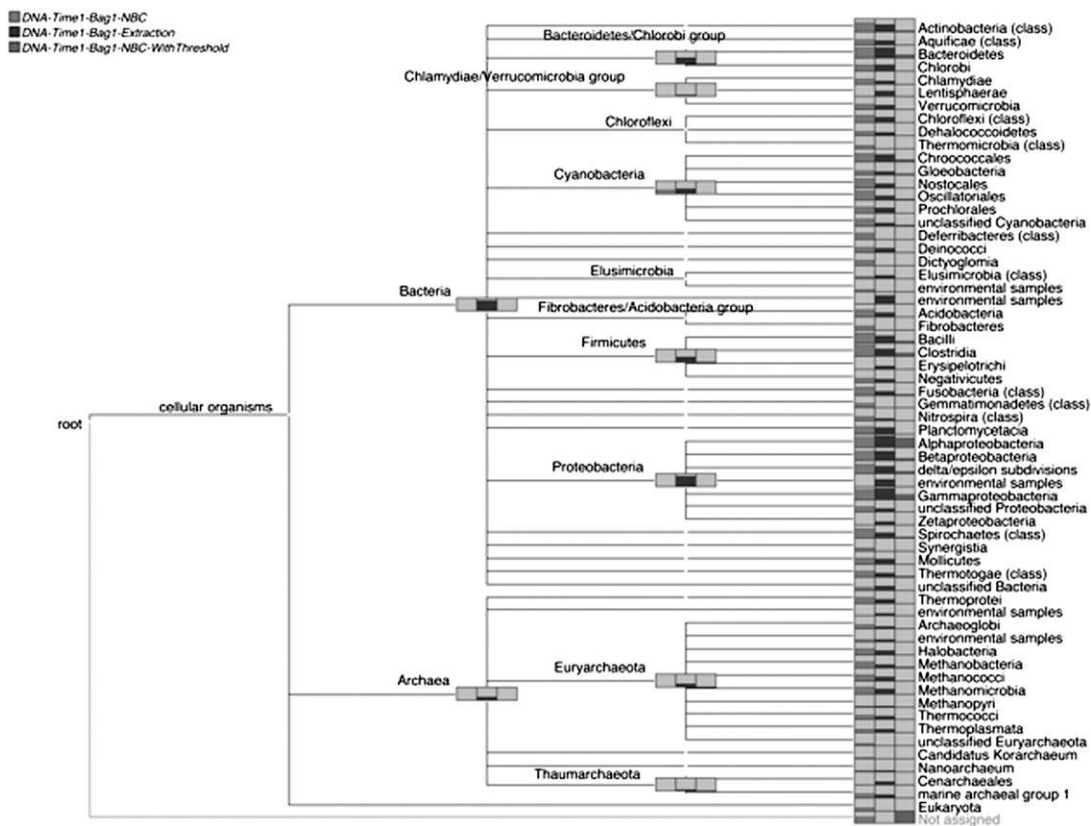 DNA-Time1-Bag1-NBC
DNA-Time1-Bag1-Extraction
DNA-Time1-Bag1-NBC-WithThreshold
root
cellular organisms
Bacteria
Archaea
Bacteroidetes/Chlorobi group
Chlamydiae/Verrucomicrobia group
Chloroflexi
Cyanobacteria
Elusimicrobia
Fibrobacteres/Acidobacteria group
Firmicutes
Proteobacteria
Euryarchaeota
Thaumarchaeota
Actinobacteria (class)
Aquificae (class)
Bacteroidetes
Chlorobi
Chlamydiae
Lentisphaerae
Verrucomicrobia
Chloroflexi (class)
Dehalococcoidetes
Thermomicrobia (class)
Chroococcales
Gloeobacteria
Nostocales
Oscillatoriales
Prochlorales
unclassified Cyanobacteria
Deferribacteres (class)
Deinococci
Dictyoglomia
Elusimicrobia (class)
environmental samples
environmental samples
Acidobacteria
Fibrobacteres
Bacilli
Clostridia
Erysipelotrichi
Negativicutes
Fusobacteria (class)
Gemmatimonadetes (class)
Nitrospira (class)
Planctomycetacia
Alphaproteobacteria
Betaproteobacteria
delta/epsilon subdivisions
environmental samples
Gammaproteobacteria
unclassified Proteobacteria
Zetaproteobacteria
Spirochaetes (class)
Synergistia
Mollicutes
Thermotogae (class)
unclassified Bacteria
Thermoprotei
environmental samples
Archaeoglobi
environmental samples
Halobacteria
Methanobacteria
Methanococci
Methanomicrobia
Methanopyri
Thermococci
Thermoplasmata
unclassified Euryarchaeota
Candidatus Korarchaeum
Nanoarchaeum
Cenarchaeales
marine archaeal group 1
Eukaryota
Not assigned